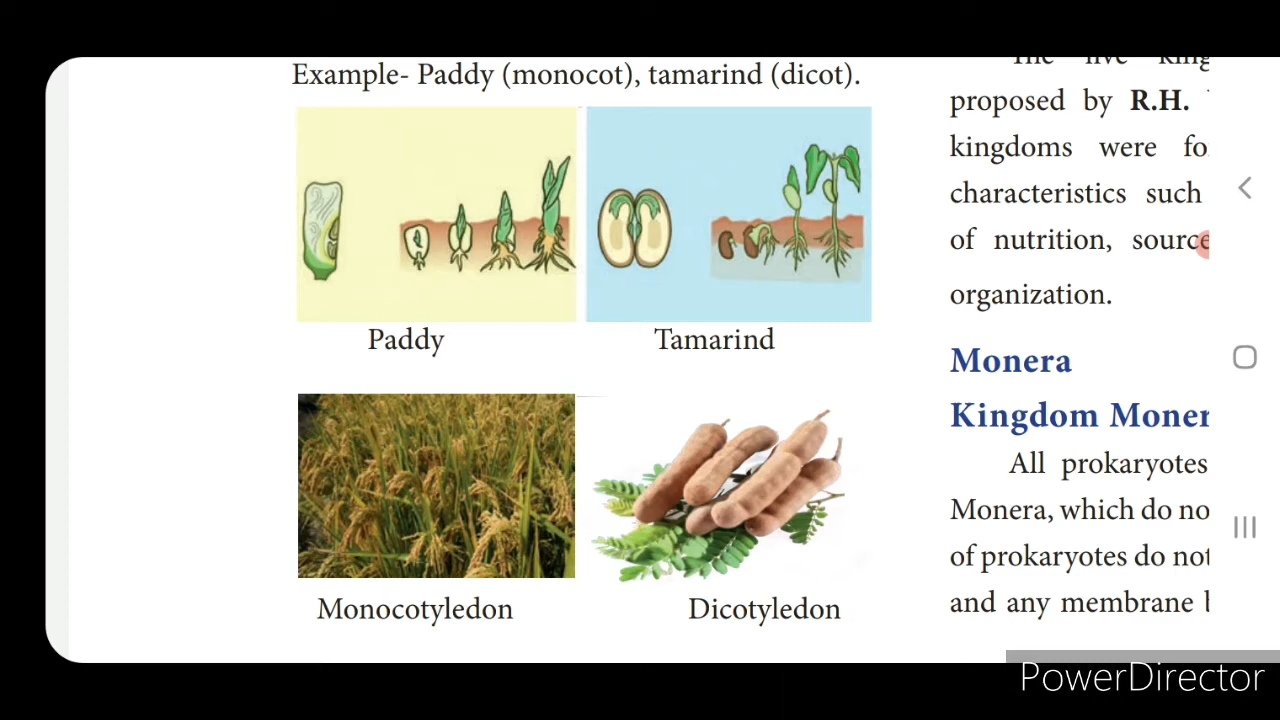 Example- Paddy (monocot), tamarind (dicot).
Paddy
Tamarind
Monocotyledon
Dicotyledon
proposed by R.H.
kingdoms were
characteristics such
of nutrition,
organization.
Monera
Kingdom
All prokaryotes
Monera, which do
of prokaryotes do
and any membrane
PowerDirector